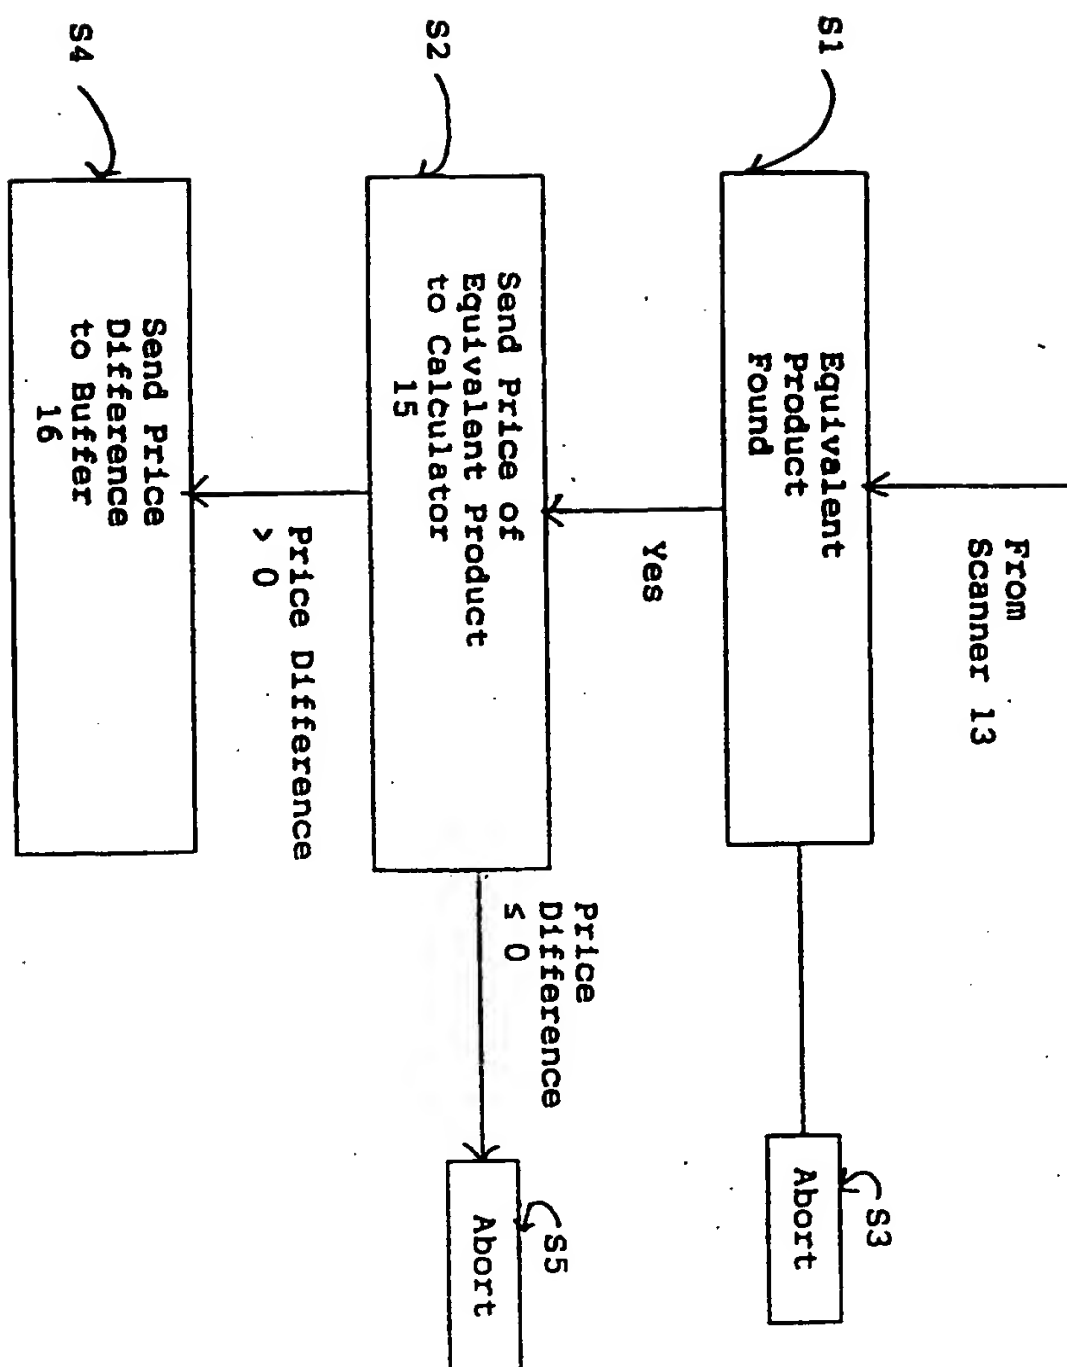 From
Scanner 13
S1
Equivalent
Product
Found
S3
Abort
Yes
S2
Send Price of
Equivalent Product
to Calculator
15
Price
Difference
≤ 0
S5
Abort
Price Difference
> 0
S4
Send Price
Difference
to Buffer
16